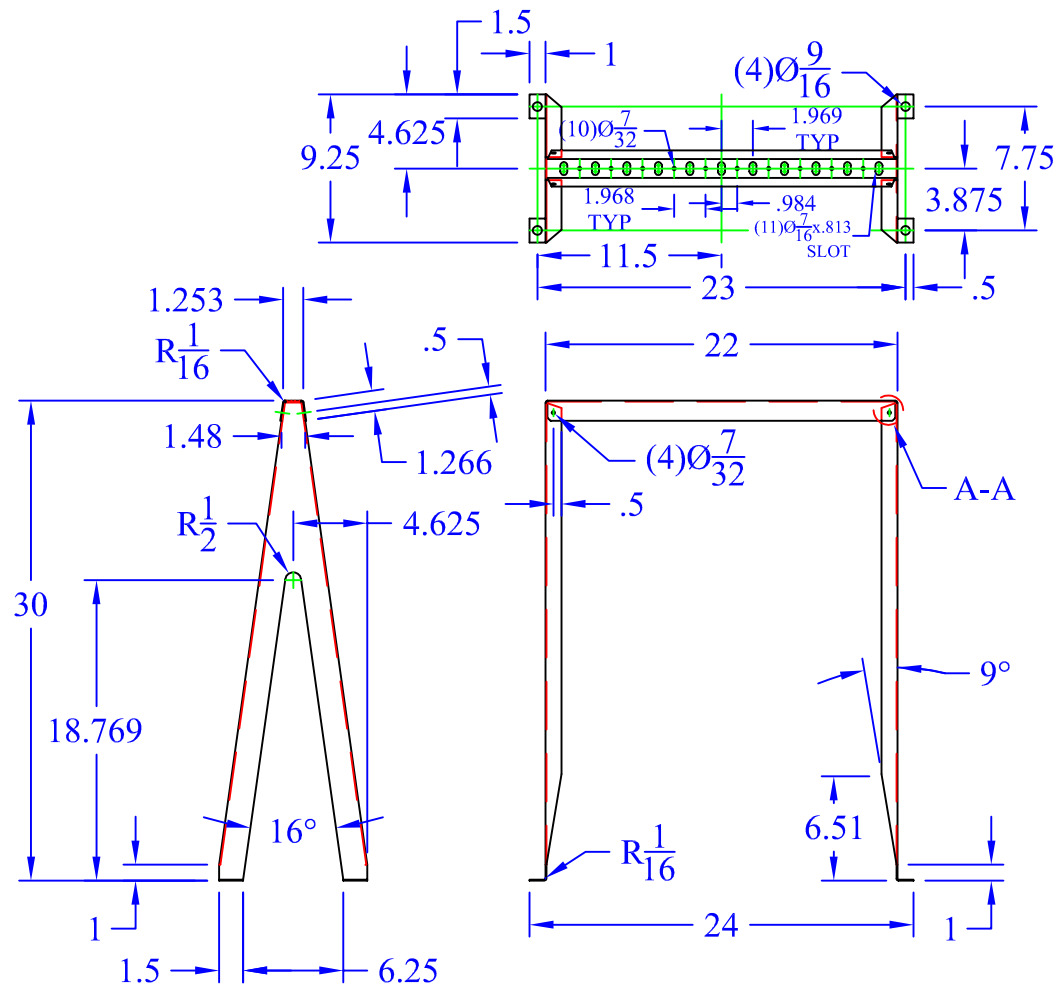 1.5
1
(4)Ø9/16
4.625
9.25
(10)Ø7/32
1.969
TYP
7.75
3.875
1.968
TYP
.984
(11)Ø7/16x.813
SLOT
11.5
23
.5
1.253
R1/16
.5
22
1.48
1.266
(4)Ø7/32
A-A
.5
R1/2
4.625
30
18.769
9°
16°
6.51
R1/16
1
24
1
1.5
6.25